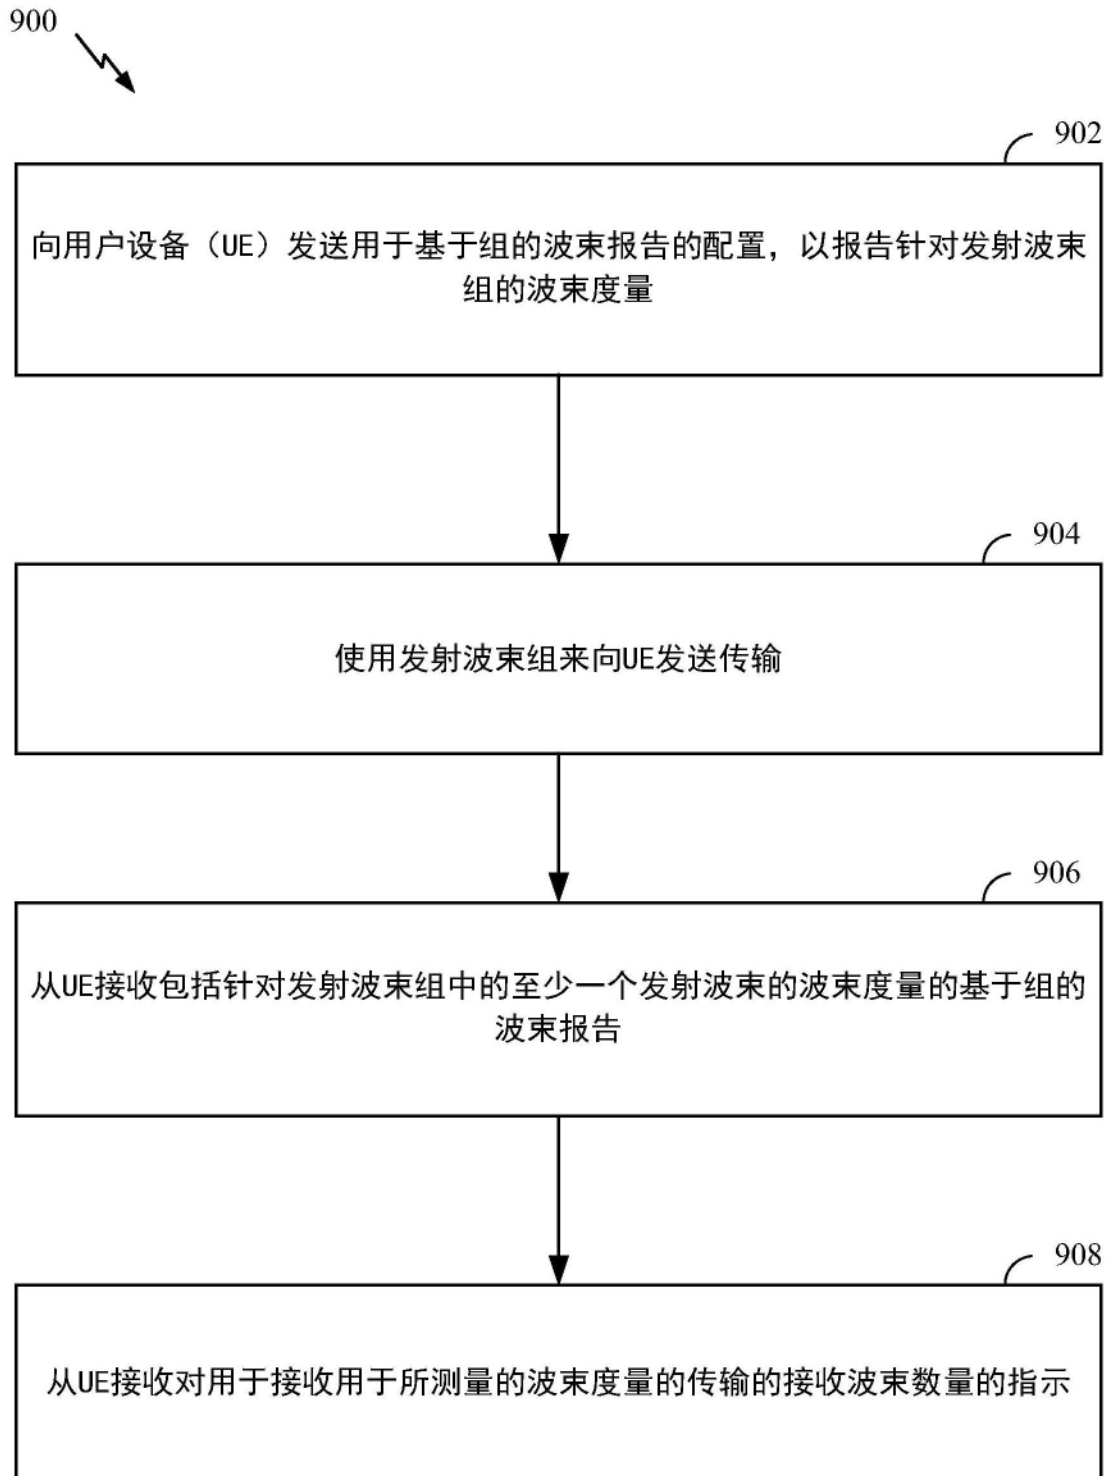 900
902
向用户设备（UE）发送用于基于组的波束报告的配置，以报告针对发射波束
组的波束度量
904
使用发射波束组来向UE发送传输
906
从UE接收包括针对发射波束组中的至少一个发射波束的波束度量的基于组的
波束报告
908
从UE接收对用于接收用于所测量的波束度量的传输的接收波束数量的指示